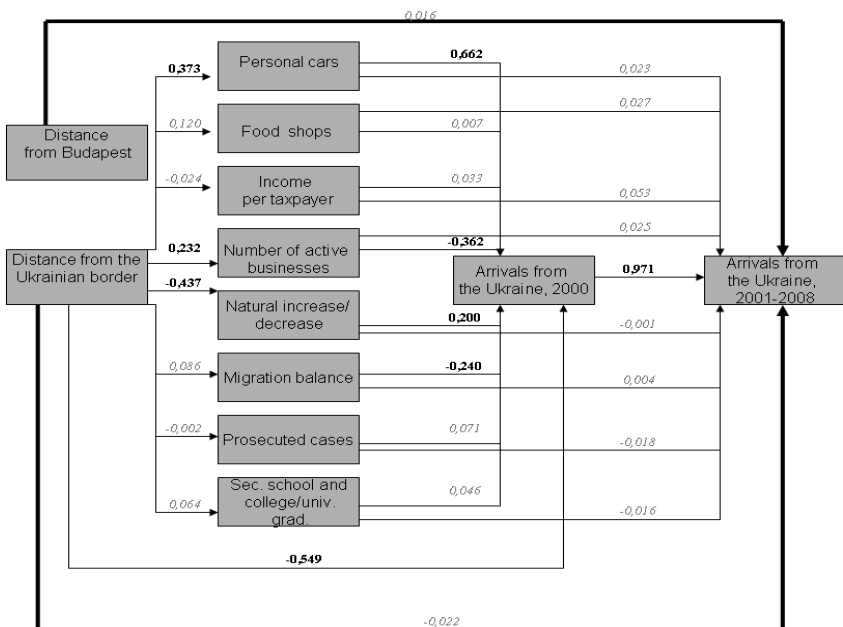 0,016
0,373
Personal cars
0,662
0,023
0,027
Distance
from Budapest
0,120
Food shops
0,007
-0,024
Income
per taxpayer
0,033
0,053
0,025
Distance from the
Ukrainian border
0,232
Number of active
businesses
-0,362
Arrivals from
the Ukraine, 2000
0,971
Arrivals from
the Ukraine,
2001-2008
-0,437
Natural increase/
decrease
0,200
-0,001
0,086
Migration balance
-0,240
0,004
-0,002
Prosecuted cases
0,071
-0,018
0,064
Sec. school and
college/univ.
grad.
0,046
-0,016
-0,549
-0,022